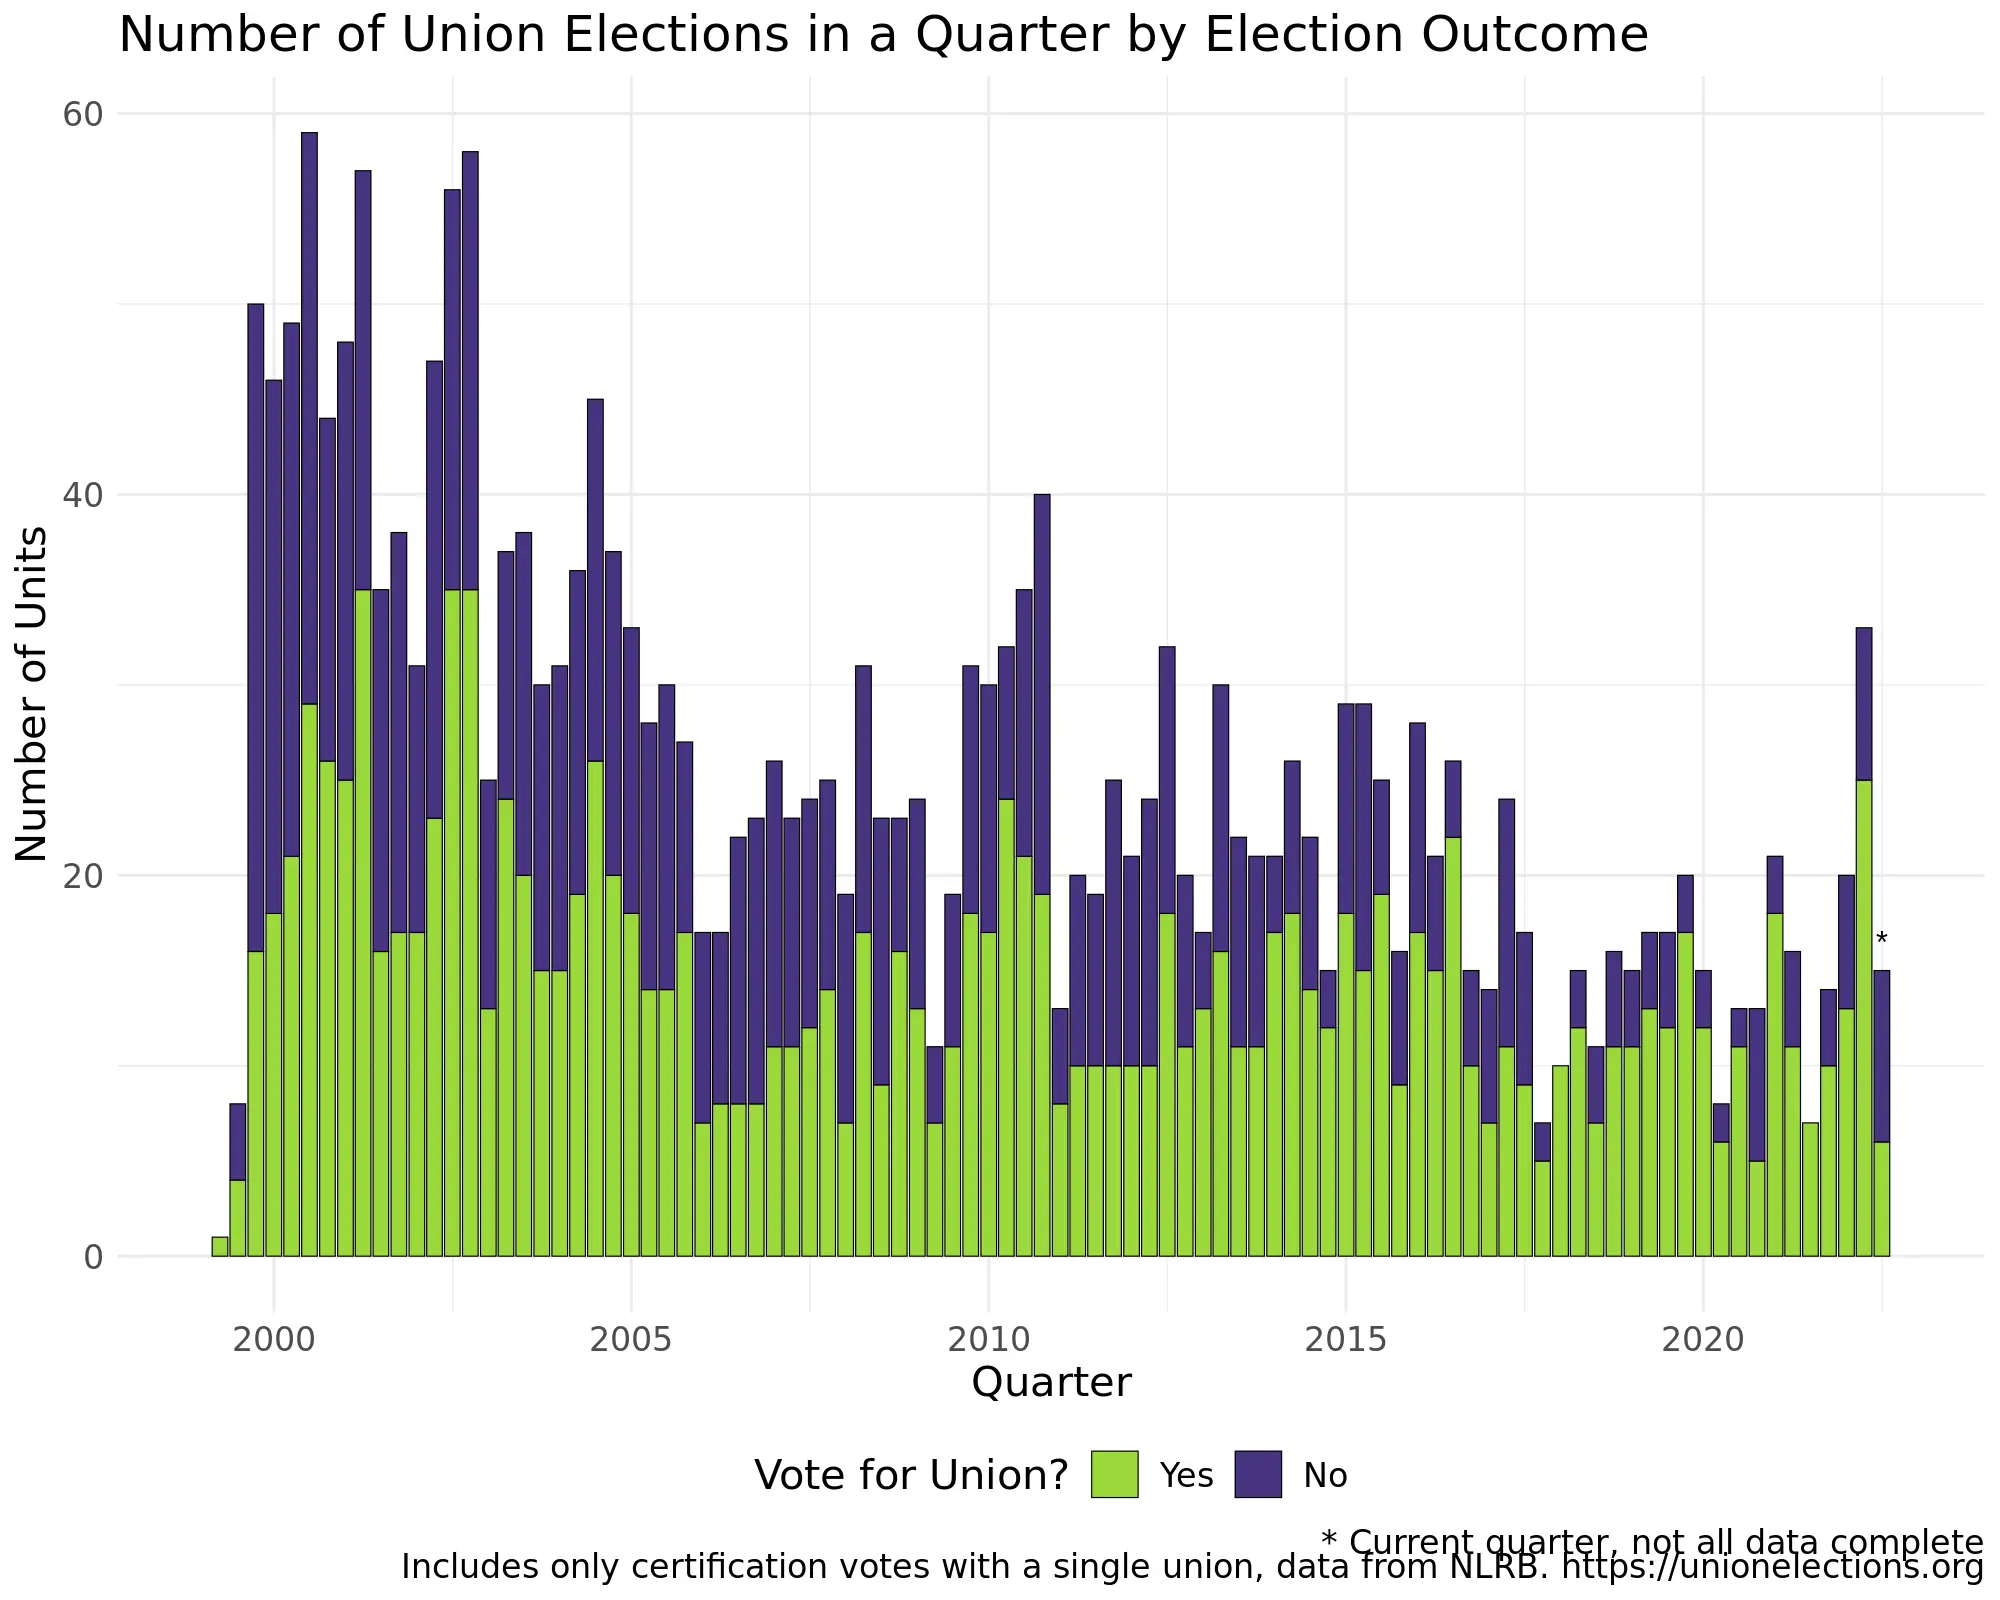 Number of Union Elections in a Quarter by Election Outcome
60
40
20
0
Number of Units
2000 2005 2010 2015 2020
*
Quarter
Vote for Union? Yes No
* Current quarter, not all data complete
Includes only certification votes with a single union, data from NLRB. https://unionelections.org